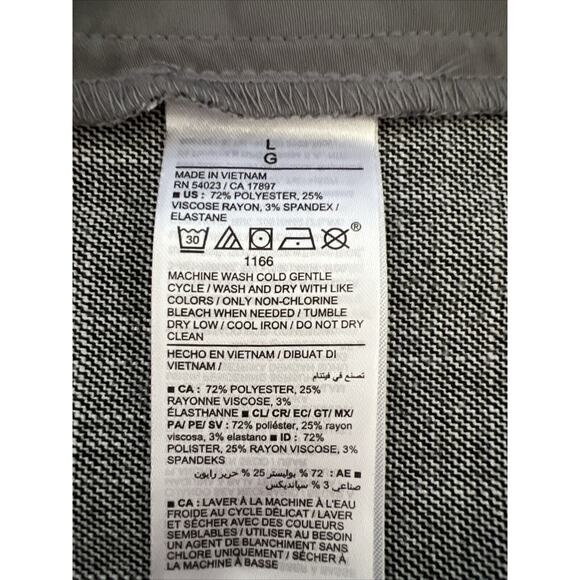 L
G
MADE IN VIETNAM
RN 54023 / CA 17897
■ US : 72% POLYESTER, 25%
VISCOSE RAYON, 3% SPANDEX /
ELASTANE
30
®
1166
MACHINE WASH COLD GENTLE
CYCLE / WASH AND DRY WITH LIKE
COLORS / ONLY NON-CHLORINE
BLEACH WHEN NEEDED / TUMBLE
DRY LOW / COOL IRON / DO NOT DRY
CLEAN
HECHO EN VIETNAM / DIBUAT DI
VIETNAM /
تصنع في فيتنام
■ CA : 72% POLYESTER, 25%
RAYONNE VISCOSE, 3%
ÉLASTHANNE ■ CL/ CR/ EC/ GT/ MX/
PA/ PE/ SV : 72% poliéster, 25% rayon
viscosa, 3% elastano ■ ID : 72%
POLISTER, 25% RAYON VISCOSE, 3%
SPANDEKS
■ AE : 72 % بوليستر 25 % حرير رايون
صناعي 3 % سپانديكس
■ CA : LAVER À LA MACHINE À L'EAU
FROIDE AU CYCLE DÉLICAT / LAVER
ET SÉCHER AVEC DES COULEURS
SEMBLABLES / UTILISER AU BESOIN
UN AGENT DE BLANCHIMENT SANS
CHLORE UNIQUEMENT / SÉCHER À
LA MACHINE À BASSE